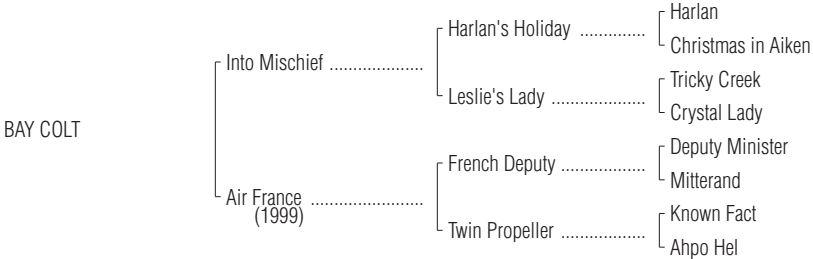 Harlan
Harlan's Holiday ..............
Christmas in Aiken
Into Mischief ....................
Tricky Creek
Leslie's Lady ....................
Crystal Lady
BAY COLT
Deputy Minister
French Deputy ..................
Mitterand
Air France ........................
(1999)
Known Fact
Twin Propeller ..................
Ahpo Hel